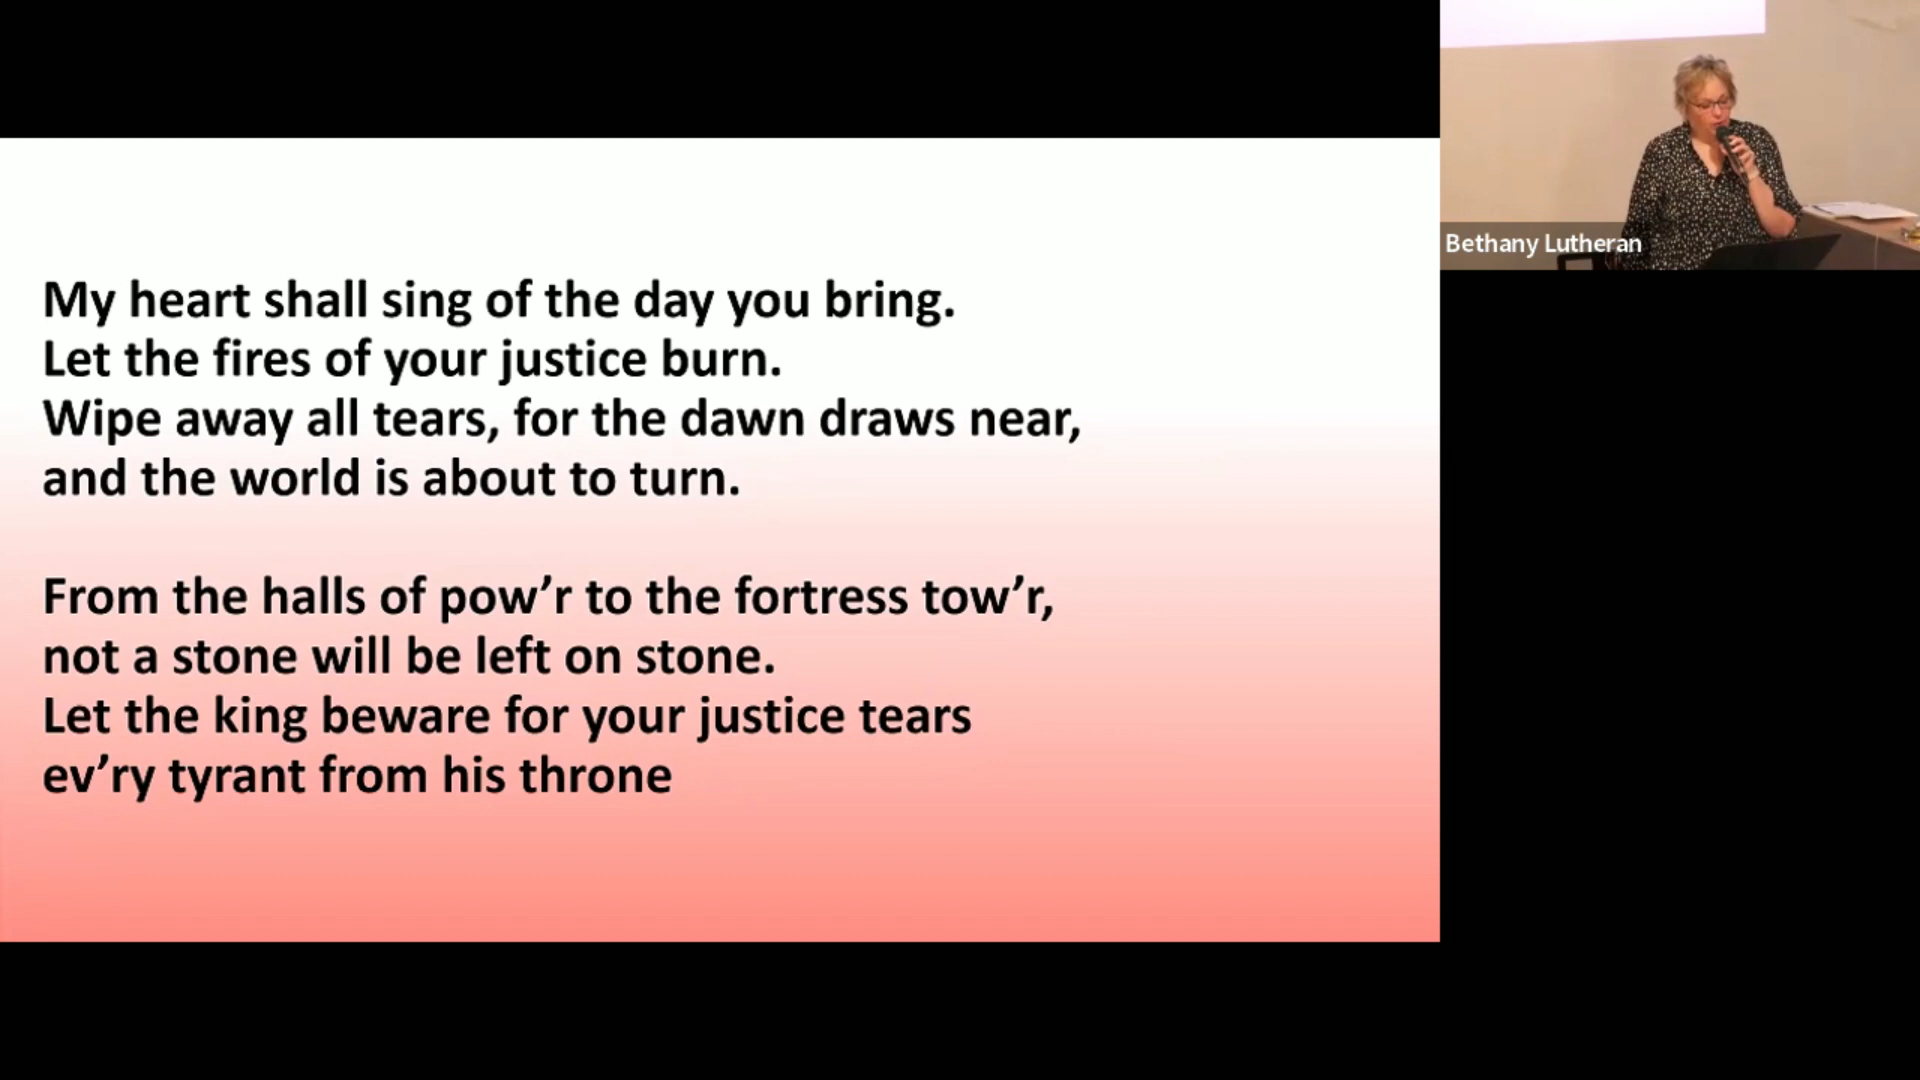 My heart shall sing of the day you bring.
Let the fires of your justice burn.
Wipe away all tears, for the dawn draws near,
and the world is about to turn.
From the halls of pow’r to the fortress tow’r,
not a stone will be left on stone.
Let the king beware for your justice tears
ev’ry tyrant from his throne
Bethany Lutheran